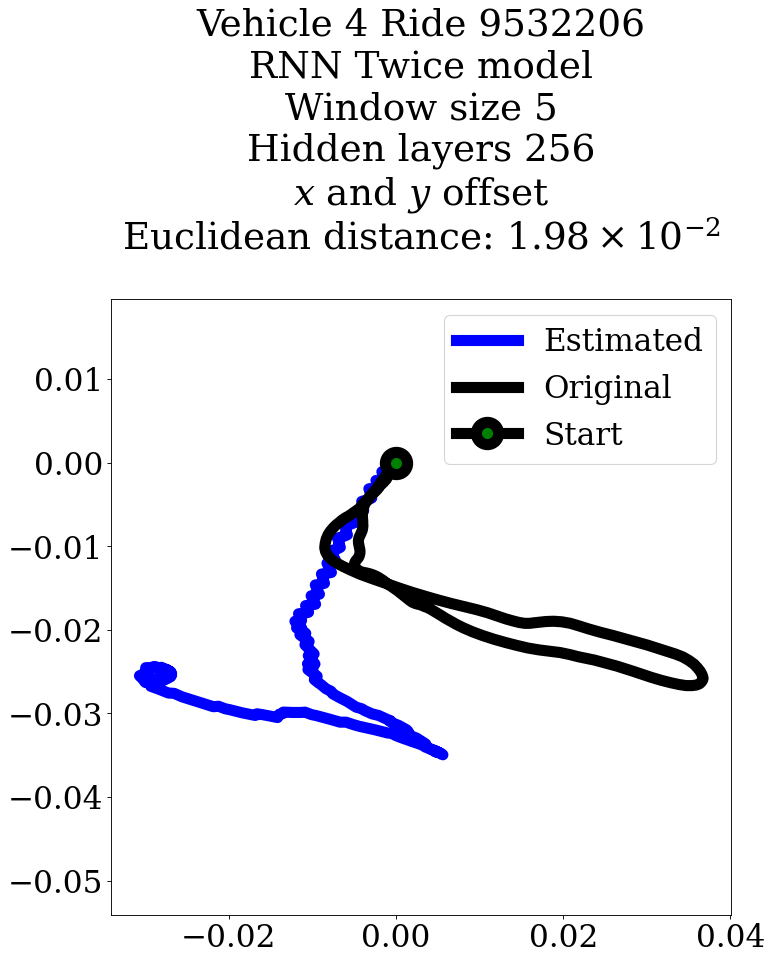 Vehicle 4 Ride 9532206
RNN Twice model
Window size 5
Hidden layers 256
x and y offset
Euclidean distance: 1.98 × 10⁻²
Estimated
Original
Start
0.01
0.00
−0.01
−0.02
−0.03
−0.04
−0.05
−0.02 0.00 0.02 0.04